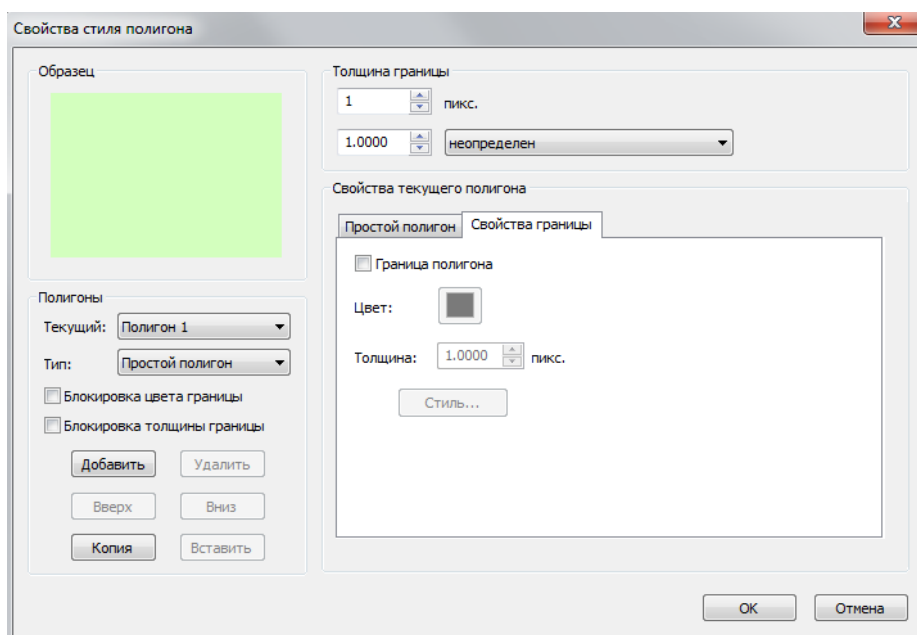 Свойства стиля полигона
Образец
Толщина границы
1 пикс.
1.0000 неопределен
Свойства текущего полигона
Простой полигон Свойства границы
Граница полигона
Цвет:
Толщина: 1.0000 пикс.
Стиль...
Полигоны
Текущий: Полигон 1
Тип: Простой полигон
Блокировка цвета границы
Блокировка толщины границы
Добавить Удалить
Вверх Вниз
Копия Вставить
OK Отмена